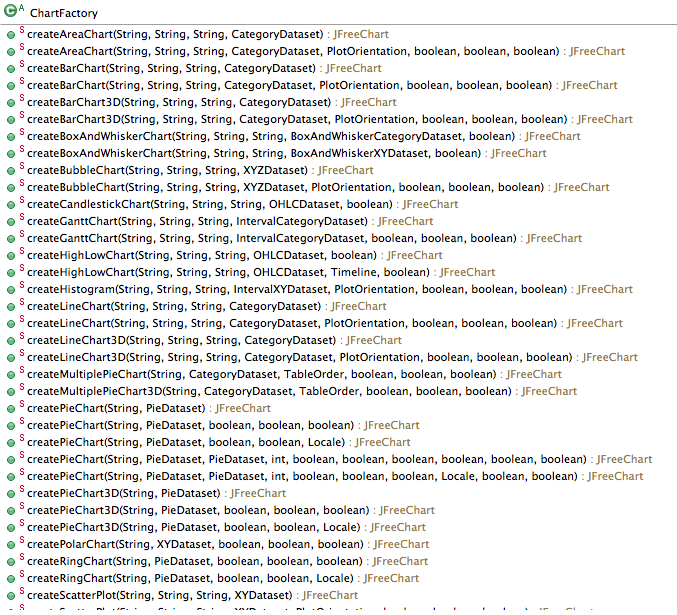 C A ChartFactory
S createAreaChart(String, String, String, CategoryDataset) : JFreeChart
S createAreaChart(String, String, String, CategoryDataset, PlotOrientation, boolean, boolean, boolean) : JFreeChart
S createBarChart(String, String, String, CategoryDataset) : JFreeChart
S createBarChart(String, String, String, CategoryDataset, PlotOrientation, boolean, boolean, boolean) : JFreeChart
S createBarChart3D(String, String, String, CategoryDataset) : JFreeChart
S createBarChart3D(String, String, String, CategoryDataset, PlotOrientation, boolean, boolean, boolean) : JFreeChart
S createBoxAndWhiskerChart(String, String, String, BoxAndWhiskerCategoryDataset, boolean) : JFreeChart
S createBoxAndWhiskerChart(String, String, String, BoxAndWhiskerXYDataset, boolean) : JFreeChart
S createBubbleChart(String, String, String, XYZDataset) : JFreeChart
S createBubbleChart(String, String, String, XYZDataset, PlotOrientation, boolean, boolean, boolean) : JFreeChart
S createCandlestickChart(String, String, String, OHLCDataset, boolean) : JFreeChart
S createGanttChart(String, String, String, IntervalCategoryDataset) : JFreeChart
S createGanttChart(String, String, String, IntervalCategoryDataset, boolean, boolean, boolean) : JFreeChart
S createHighLowChart(String, String, String, OHLCDataset, boolean) : JFreeChart
S createHighLowChart(String, String, String, OHLCDataset, Timeline, boolean) : JFreeChart
S createHistogram(String, String, String, IntervalXYDataset, PlotOrientation, boolean, boolean, boolean) : JFreeChart
S createLineChart(String, String, String, CategoryDataset) : JFreeChart
S createLineChart(String, String, String, CategoryDataset, PlotOrientation, boolean, boolean, boolean) : JFreeChart
S createLineChart3D(String, String, String, CategoryDataset) : JFreeChart
S createLineChart3D(String, String, String, CategoryDataset, PlotOrientation, boolean, boolean, boolean) : JFreeChart
S createMultiplePieChart(String, CategoryDataset, TableOrder, boolean, boolean, boolean) : JFreeChart
S createMultiplePieChart3D(String, CategoryDataset, TableOrder, boolean, boolean, boolean) : JFreeChart
S createPieChart(String, PieDataset) : JFreeChart
S createPieChart(String, PieDataset, boolean, boolean, boolean) : JFreeChart
S createPieChart(String, PieDataset, boolean, boolean, Locale) : JFreeChart
S createPieChart(String, PieDataset, PieDataset, int, boolean, boolean, boolean, boolean, boolean, boolean) : JFreeChart
S createPieChart(String, PieDataset, PieDataset, int, boolean, boolean, boolean, Locale, boolean, boolean) : JFreeChart
S createPieChart3D(String, PieDataset) : JFreeChart
S createPieChart3D(String, PieDataset, boolean, boolean, boolean) : JFreeChart
S createPieChart3D(String, PieDataset, boolean, boolean, Locale) : JFreeChart
S createPolarChart(String, XYDataset, boolean, boolean, boolean) : JFreeChart
S createRingChart(String, PieDataset, boolean, boolean, boolean) : JFreeChart
S createRingChart(String, PieDataset, boolean, boolean, Locale) : JFreeChart
S createScatterPlot(String, String, String, XYDataset) : JFreeChart